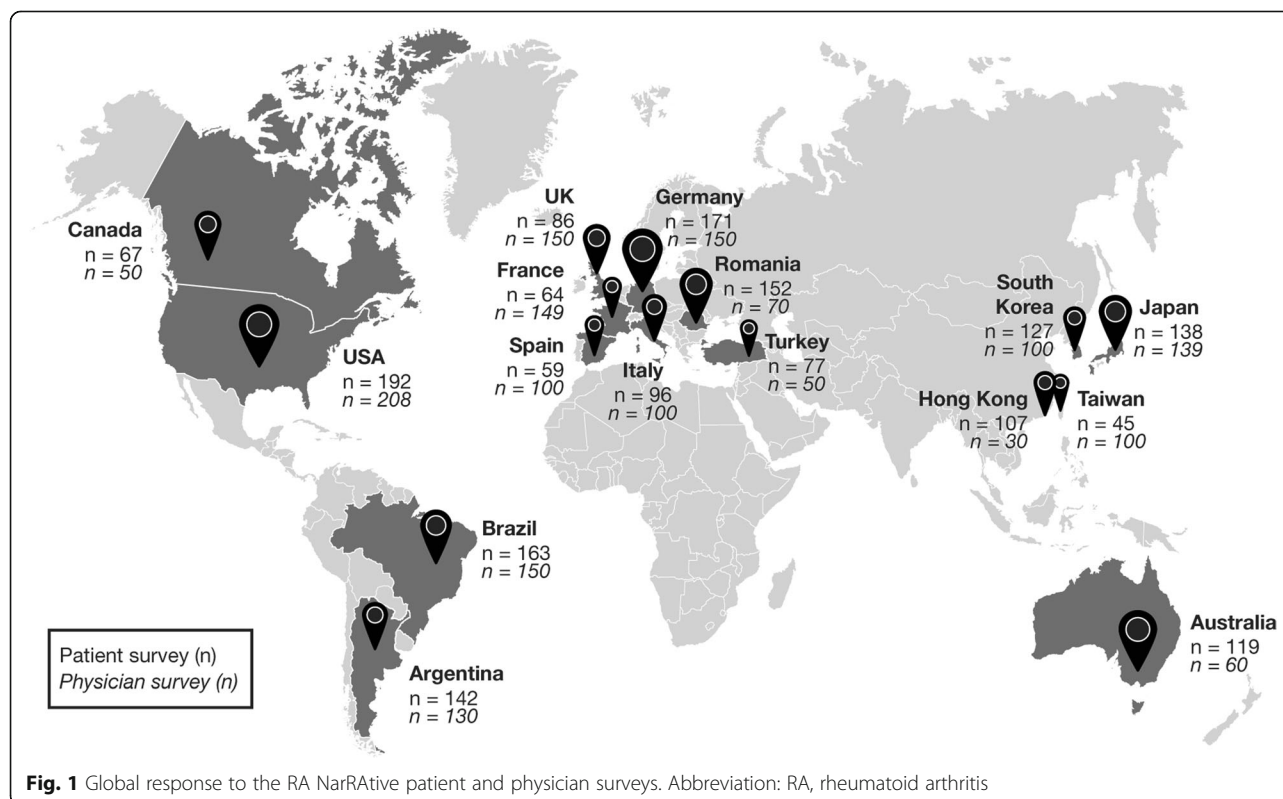 Canada
n = 67
n = 50
USA
n = 192
n = 208
UK
n = 86
n = 150
Germany
n = 171
n = 150
France
n = 64
n = 149
Romania
n = 152
n = 70
Spain
n = 59
n = 100
Italy
n = 96
n = 100
Turkey
n = 77
n = 50
South
Korea
n = 127
n = 100
Japan
n = 138
n = 139
Hong Kong
n = 107
n = 30
Taiwan
n = 45
n = 100
Brazil
n = 163
n = 150
Argentina
n = 142
n = 130
Australia
n = 119
n = 60
Patient survey (n)
Physician survey (n)
Fig. 1 Global response to the RA NarRAtive patient and physician surveys. Abbreviation: RA, rheumatoid arthritis